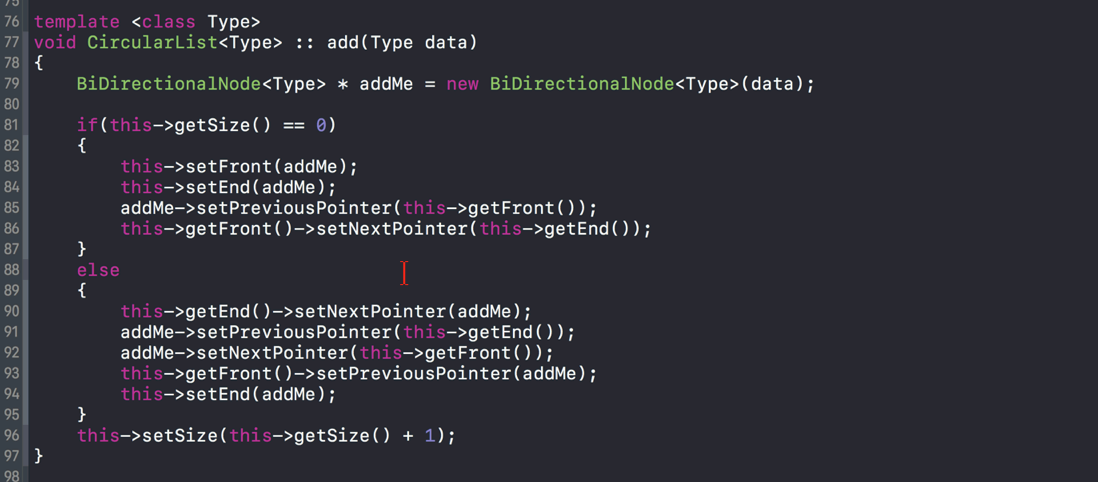 75
76 template <class Type>
77 void CircularList<Type> :: add(Type data)
78 {
79     BiDirectionalNode<Type> * addMe = new BiDirectionalNode<Type>(data);
80
81     if(this->getSize() == 0)
82     {
83         this->setFront(addMe);
84         this->setEnd(addMe);
85         addMe->setPreviousPointer(this->getFront());
86         this->getFront()->setNextPointer(this->getEnd());
87     }
88     else
89     {
90         this->getEnd()->setNextPointer(addMe);
91         addMe->setPreviousPointer(this->getEnd());
92         addMe->setNextPointer(this->getFront());
93         this->getFront()->setPreviousPointer(addMe);
94         this->setEnd(addMe);
95     }
96     this->setSize(this->getSize() + 1);
97 }
98